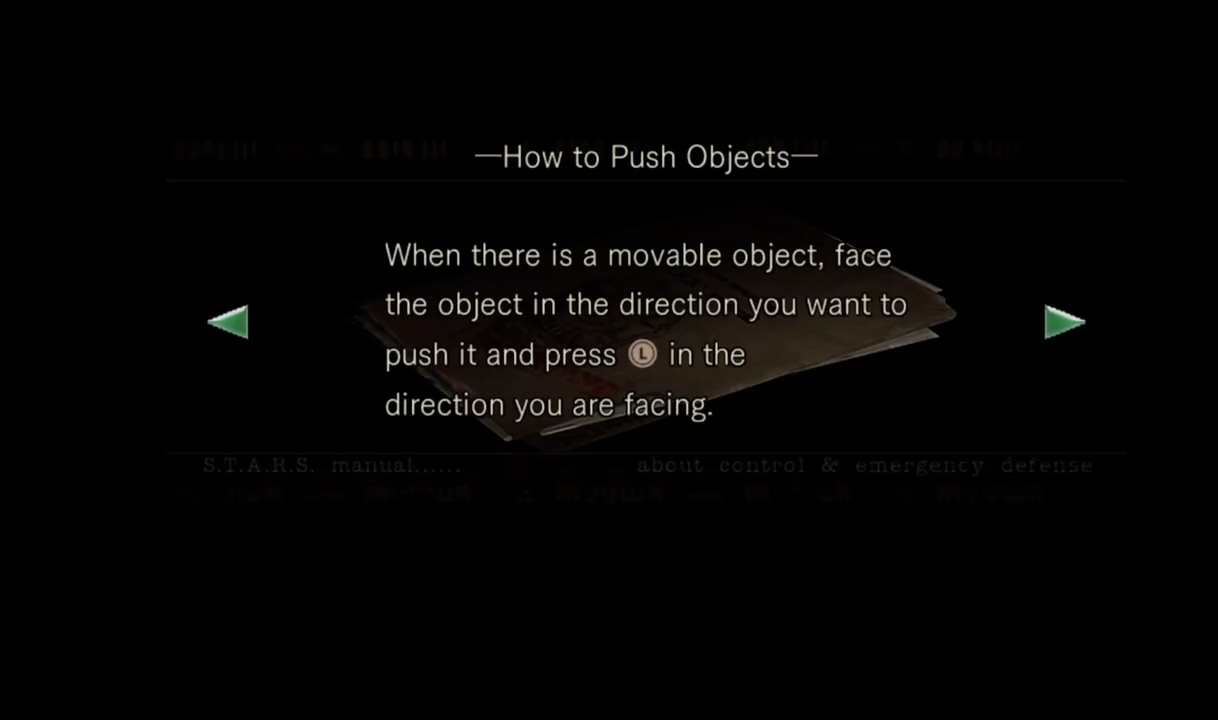 —How to Push Objects—
When there is a movable object, face
the object in the direction you want to
push it and press L in the
direction you are facing.
S.T.A.R.S. manual...... about control & emergency defense